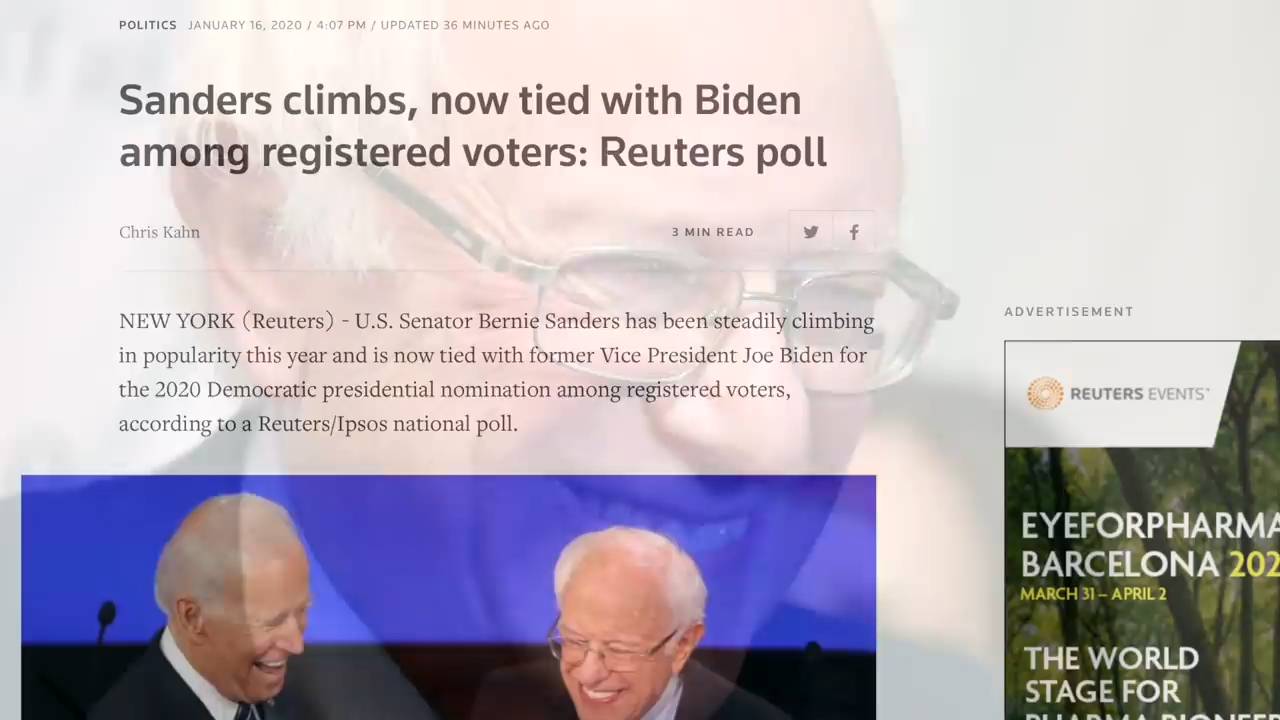 POLITICS JANUARY 16, 2020 / 4:07 PM / UPDATED 36 MINUTES AGO
Sanders climbs, now tied with Biden
among registered voters: Reuters poll
Chris Kahn
3 MIN READ
NEW YORK (Reuters) - U.S. Senator Bernie Sanders has been steadily climbing
in popularity this year and is now tied with former Vice President Joe Biden for
the 2020 Democratic presidential nomination among registered voters,
according to a Reuters/Ipsos national poll.
ADVERTISEMENT
REUTERS EVENTS™
EYEFORPHARMA
BARCELONA 202
MARCH 31 – APRIL 2
THE WORLD
STAGE FOR